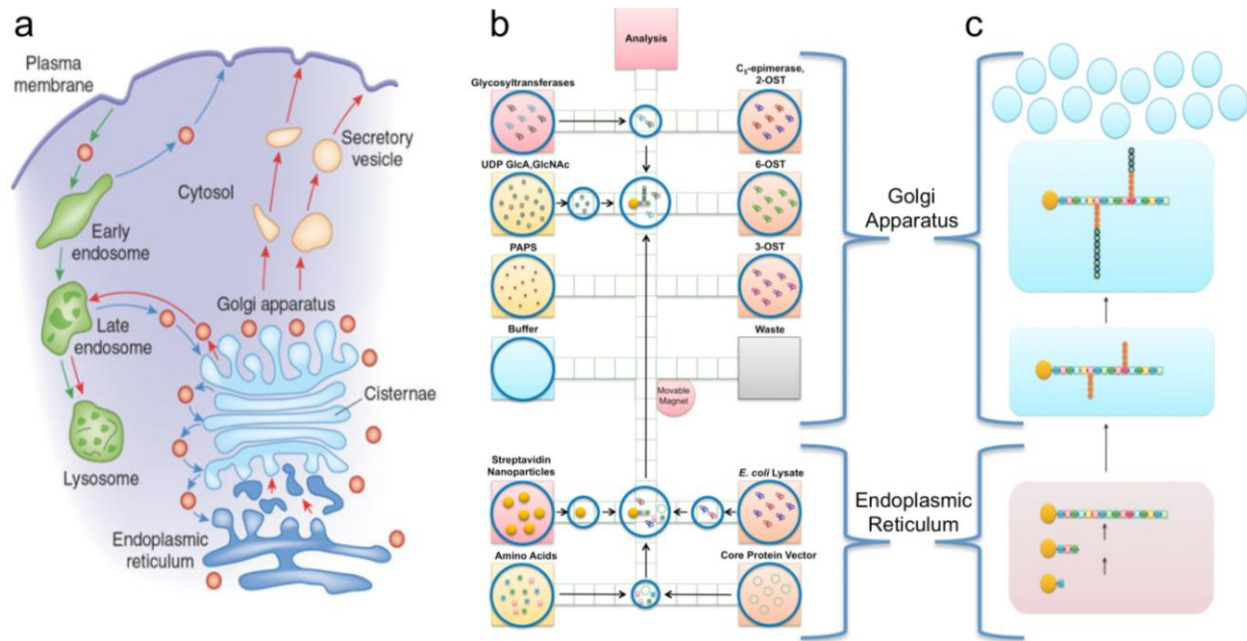 a
Plasma
membrane
Early
endosome
Late
endosome
Lysosome
Cytosol
Secretory
vesicle
Golgi apparatus
Cisternae
Endoplasmic
reticulum
b
Analysis
Glycosyltransferases
C5-epimerase,
2-OST
UDP GlcA,GlcNAc
6-OST
PAPS
3-OST
Buffer
Waste
Movable
Magnet
Streptavidin
Nanoparticles
E. coli Lysate
Amino Acids
Core Protein Vector
Golgi
Apparatus
Endoplasmic
Reticulum
c